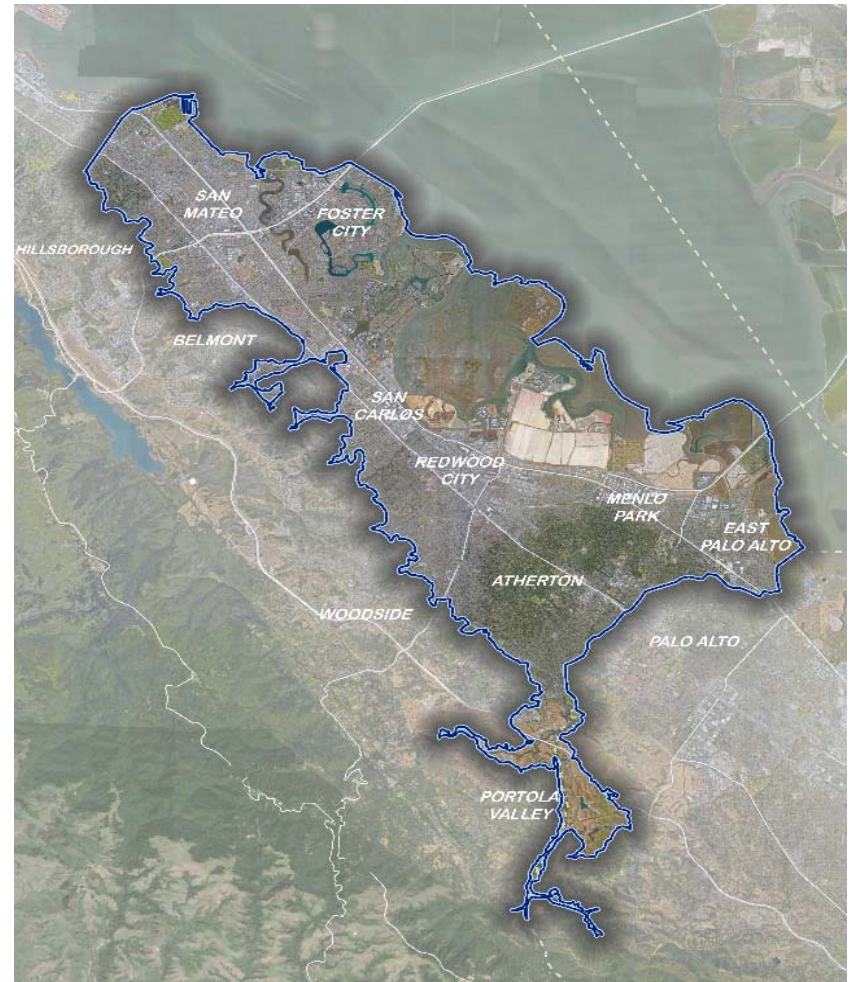 SAN
MATEO
FOSTER
CITY
HILLSBOROUGH
BELMONT
SAN
CARLOS
REDWOOD
CITY
MENLO
PARK
EAST
PALO ALTO
ATHERTON
WOODSIDE
PALO ALTO
PORTOLA
VALLEY